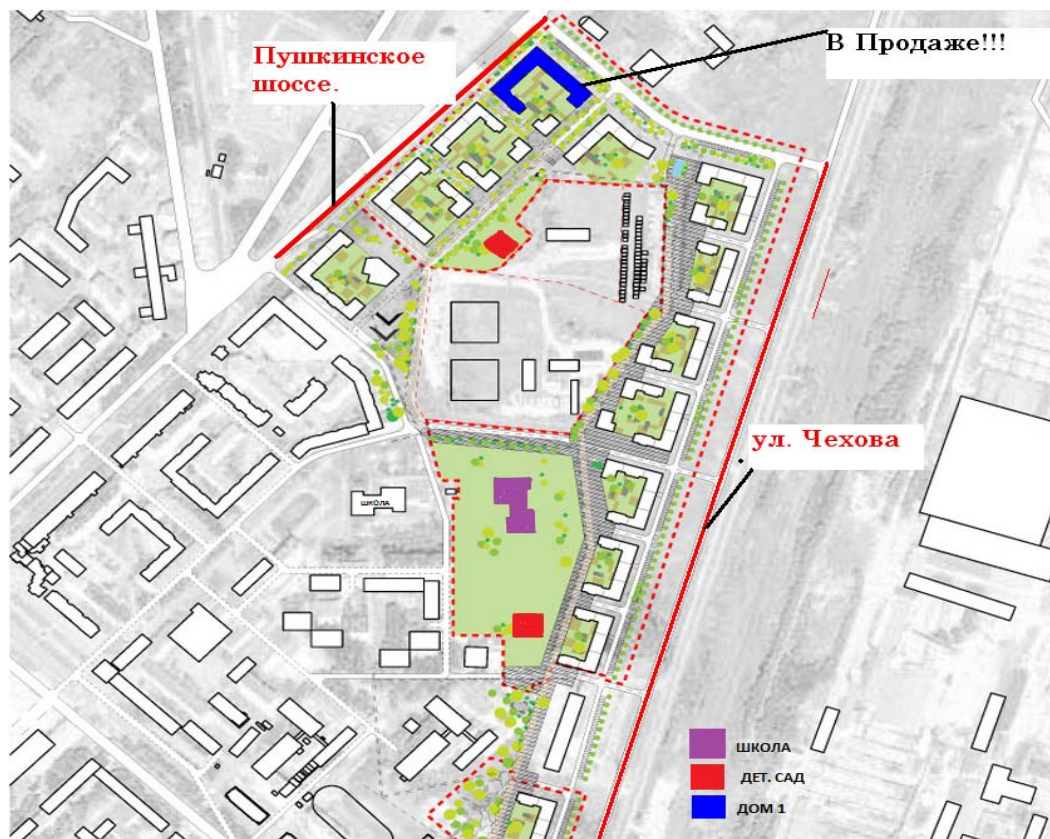 В Продаже!!!
Пушкинское
шоссе.
ул. Чехова
ШКОЛА
ШКОЛА
ДЕТ. САД
ДОМ 1